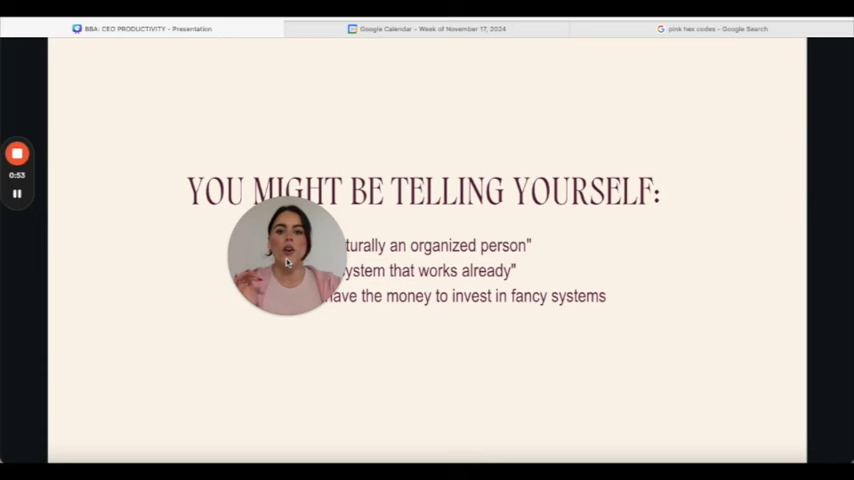 BBA: CEO PRODUCTIVITY - Presentation
Google Calendar - Week of November 17, 2024
pink hex codes - Google Search
0:53
YOU MIGHT BE TELLING YOURSELF:
turally an organized person"
ystem that works already"
have the money to invest in fancy systems